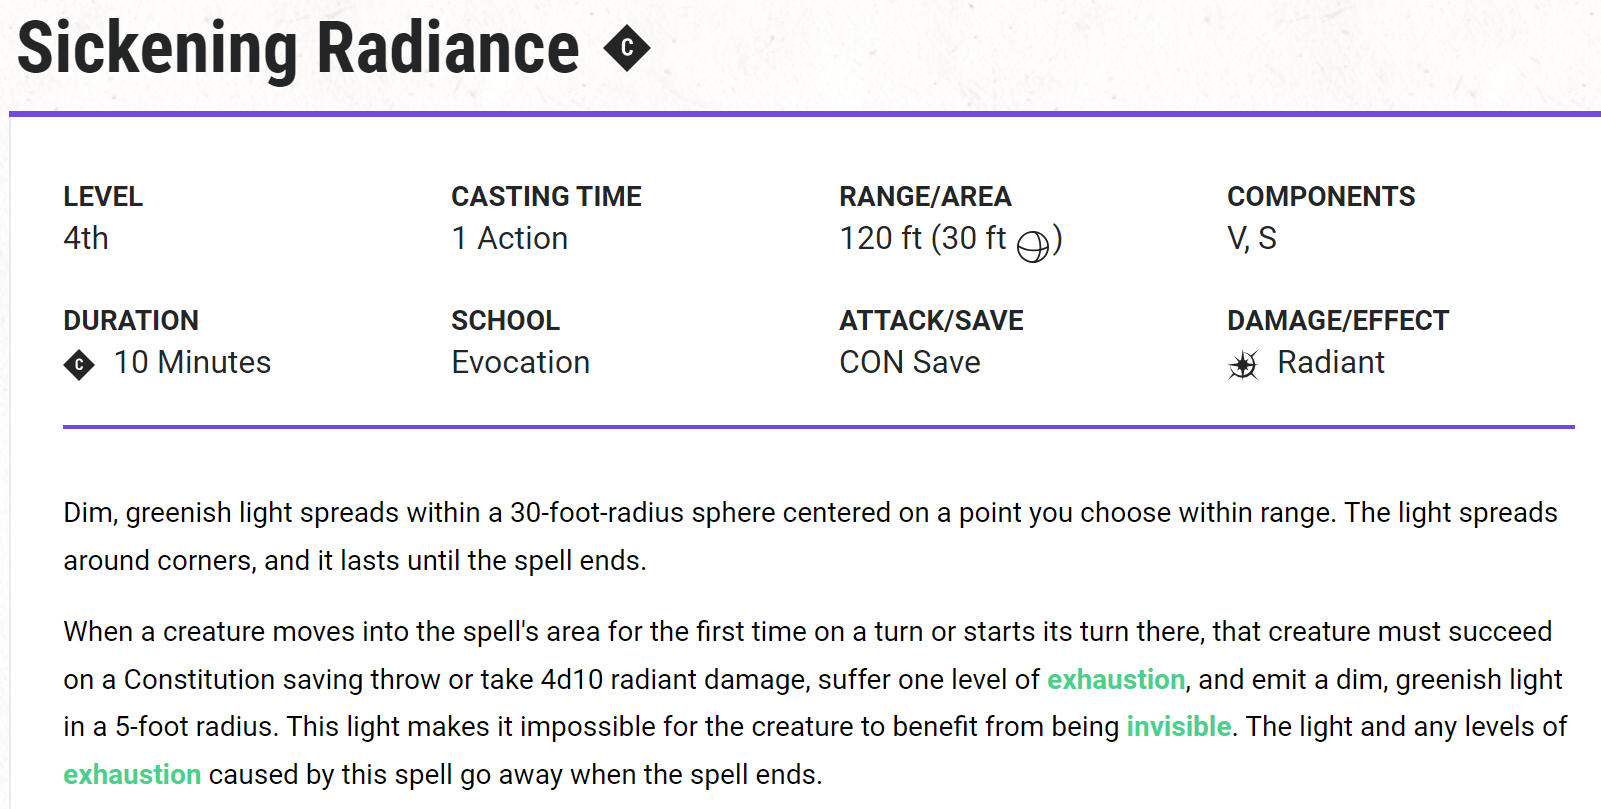 Sickening Radiance C
LEVEL
4th
CASTING TIME
1 Action
RANGE/AREA
120 ft (30 ft )
COMPONENTS
V, S
DURATION
C 10 Minutes
SCHOOL
Evocation
ATTACK/SAVE
CON Save
DAMAGE/EFFECT
Radiant
Dim, greenish light spreads within a 30-foot-radius sphere centered on a point you choose within range. The light spreads
around corners, and it lasts until the spell ends.
When a creature moves into the spell's area for the first time on a turn or starts its turn there, that creature must succeed
on a Constitution saving throw or take 4d10 radiant damage, suffer one level of exhaustion, and emit a dim, greenish light
in a 5-foot radius. This light makes it impossible for the creature to benefit from being invisible. The light and any levels of
exhaustion caused by this spell go away when the spell ends.